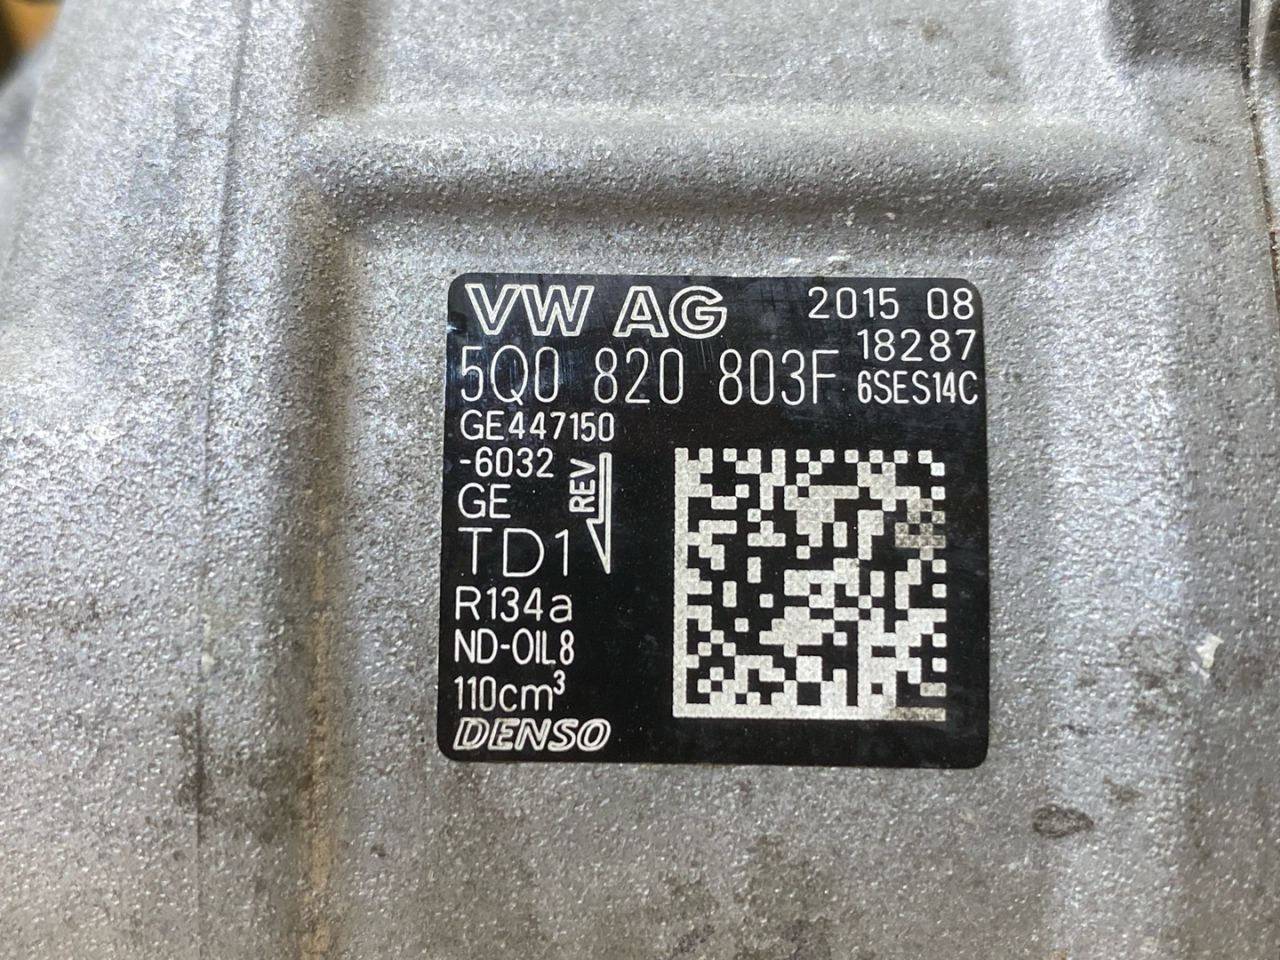 VW AG 2015 08
18287
5Q0 820 803F 6SES14C
GE447150
-6032
REV
GE
TD1
R134a
ND-OIL8
110cm³
DENSO